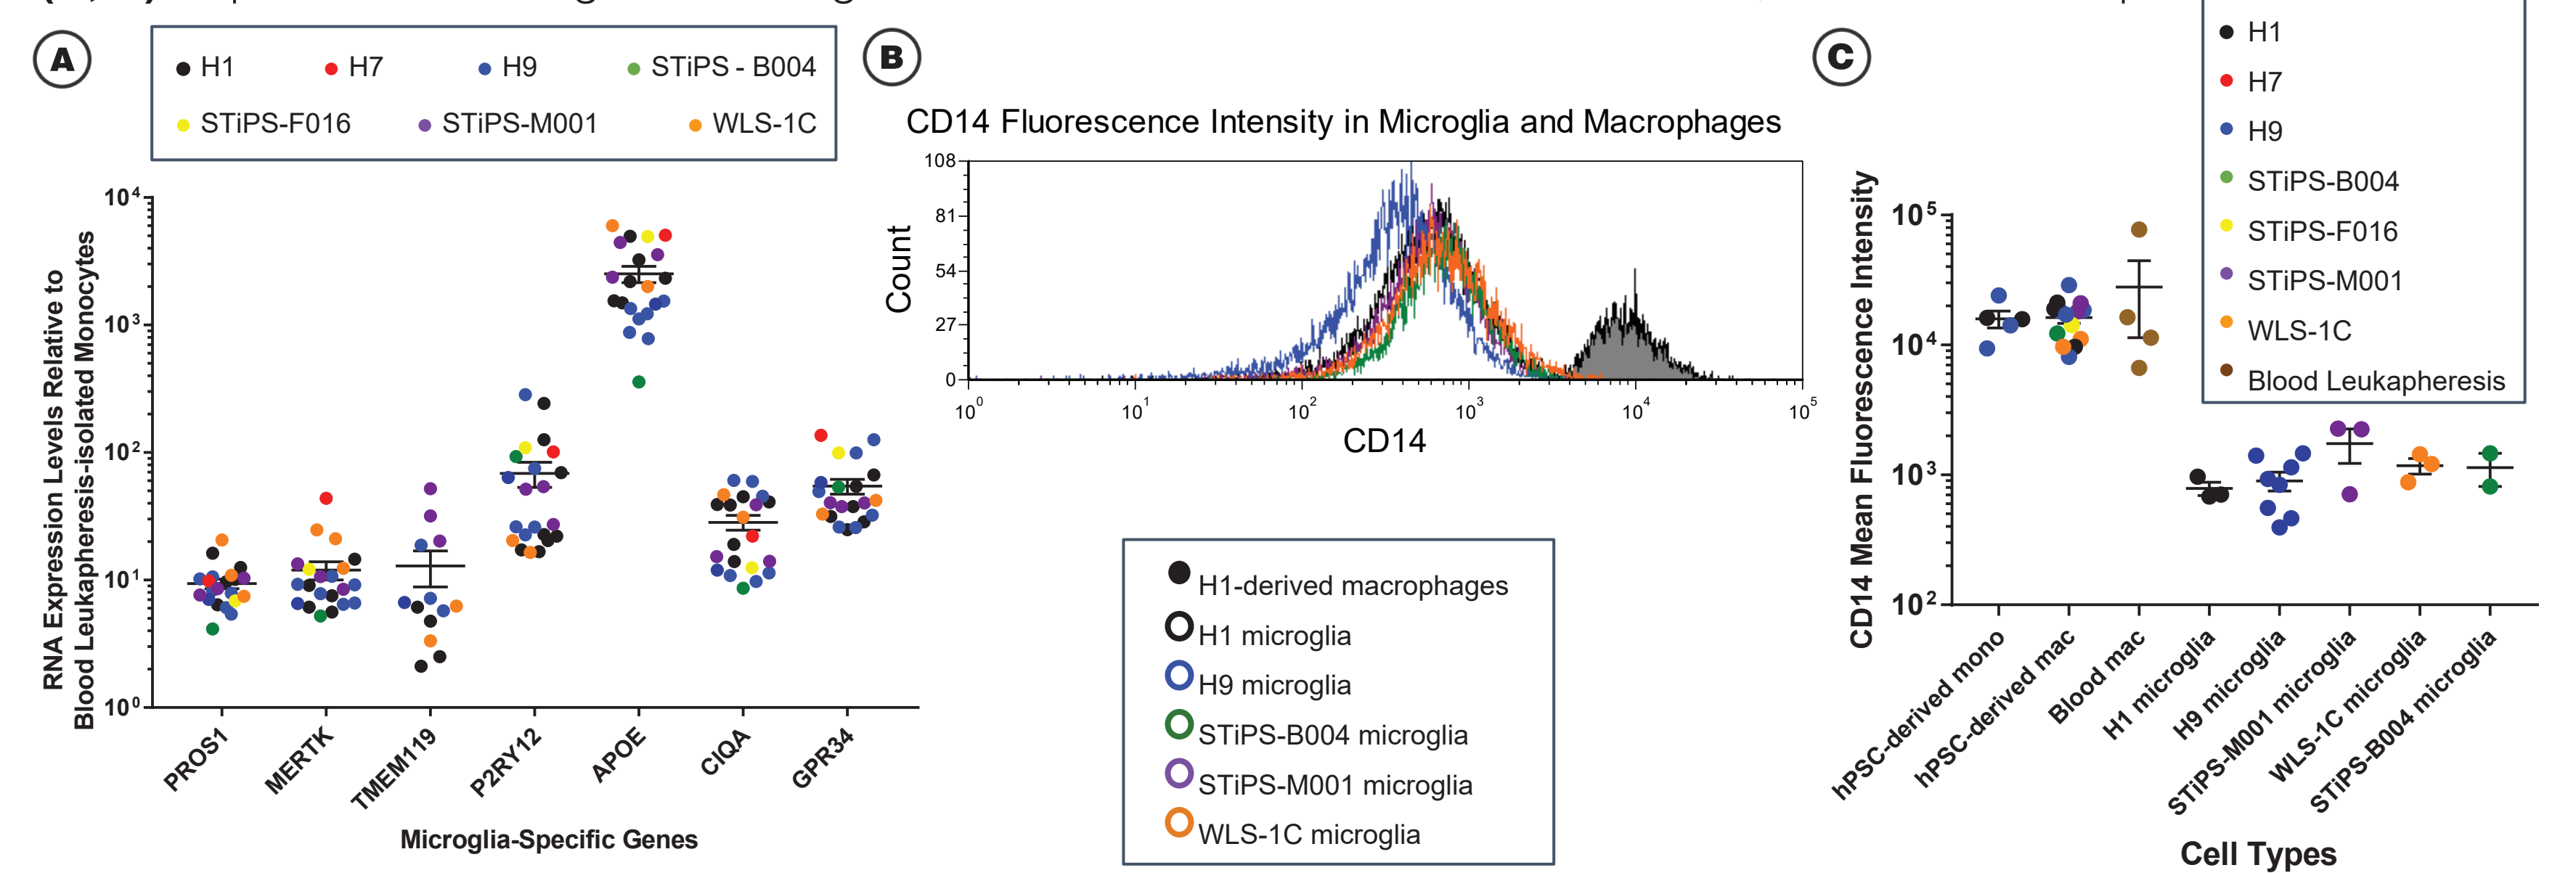 A
H1 H7 H9 STiPS - B004
STiPS-F016 STiPS-M001 WLS-1C
RNA Expression Levels Relative to
Blood Leukapheresis-isolated Monocytes
10⁴
10³
10²
10¹
10⁰
PROS1
MERTK
TMEM119
P2RY12
APOE
CIQA
GPR34
Microglia-Specific Genes
B
CD14 Fluorescence Intensity in Microglia and Macrophages
Count
108
81
54
27
0
10⁰ 10¹ 10² 10³ 10⁴ 10⁵
CD14
H1-derived macrophages
H1 microglia
H9 microglia
STiPS-B004 microglia
STiPS-M001 microglia
WLS-1C microglia
C
H1
H7
H9
STiPS-B004
STiPS-F016
STiPS-M001
WLS-1C
Blood Leukapheresis
CD14 Mean Fluorescence Intensity
10⁵
10⁴
10³
10²
hPSC-derived mono
hPSC-derived mac
Blood mac
H1 microglia
H9 microglia
STiPS-M001 microglia
WLS-1C microglia
STiPS-B004 microglia
Cell Types